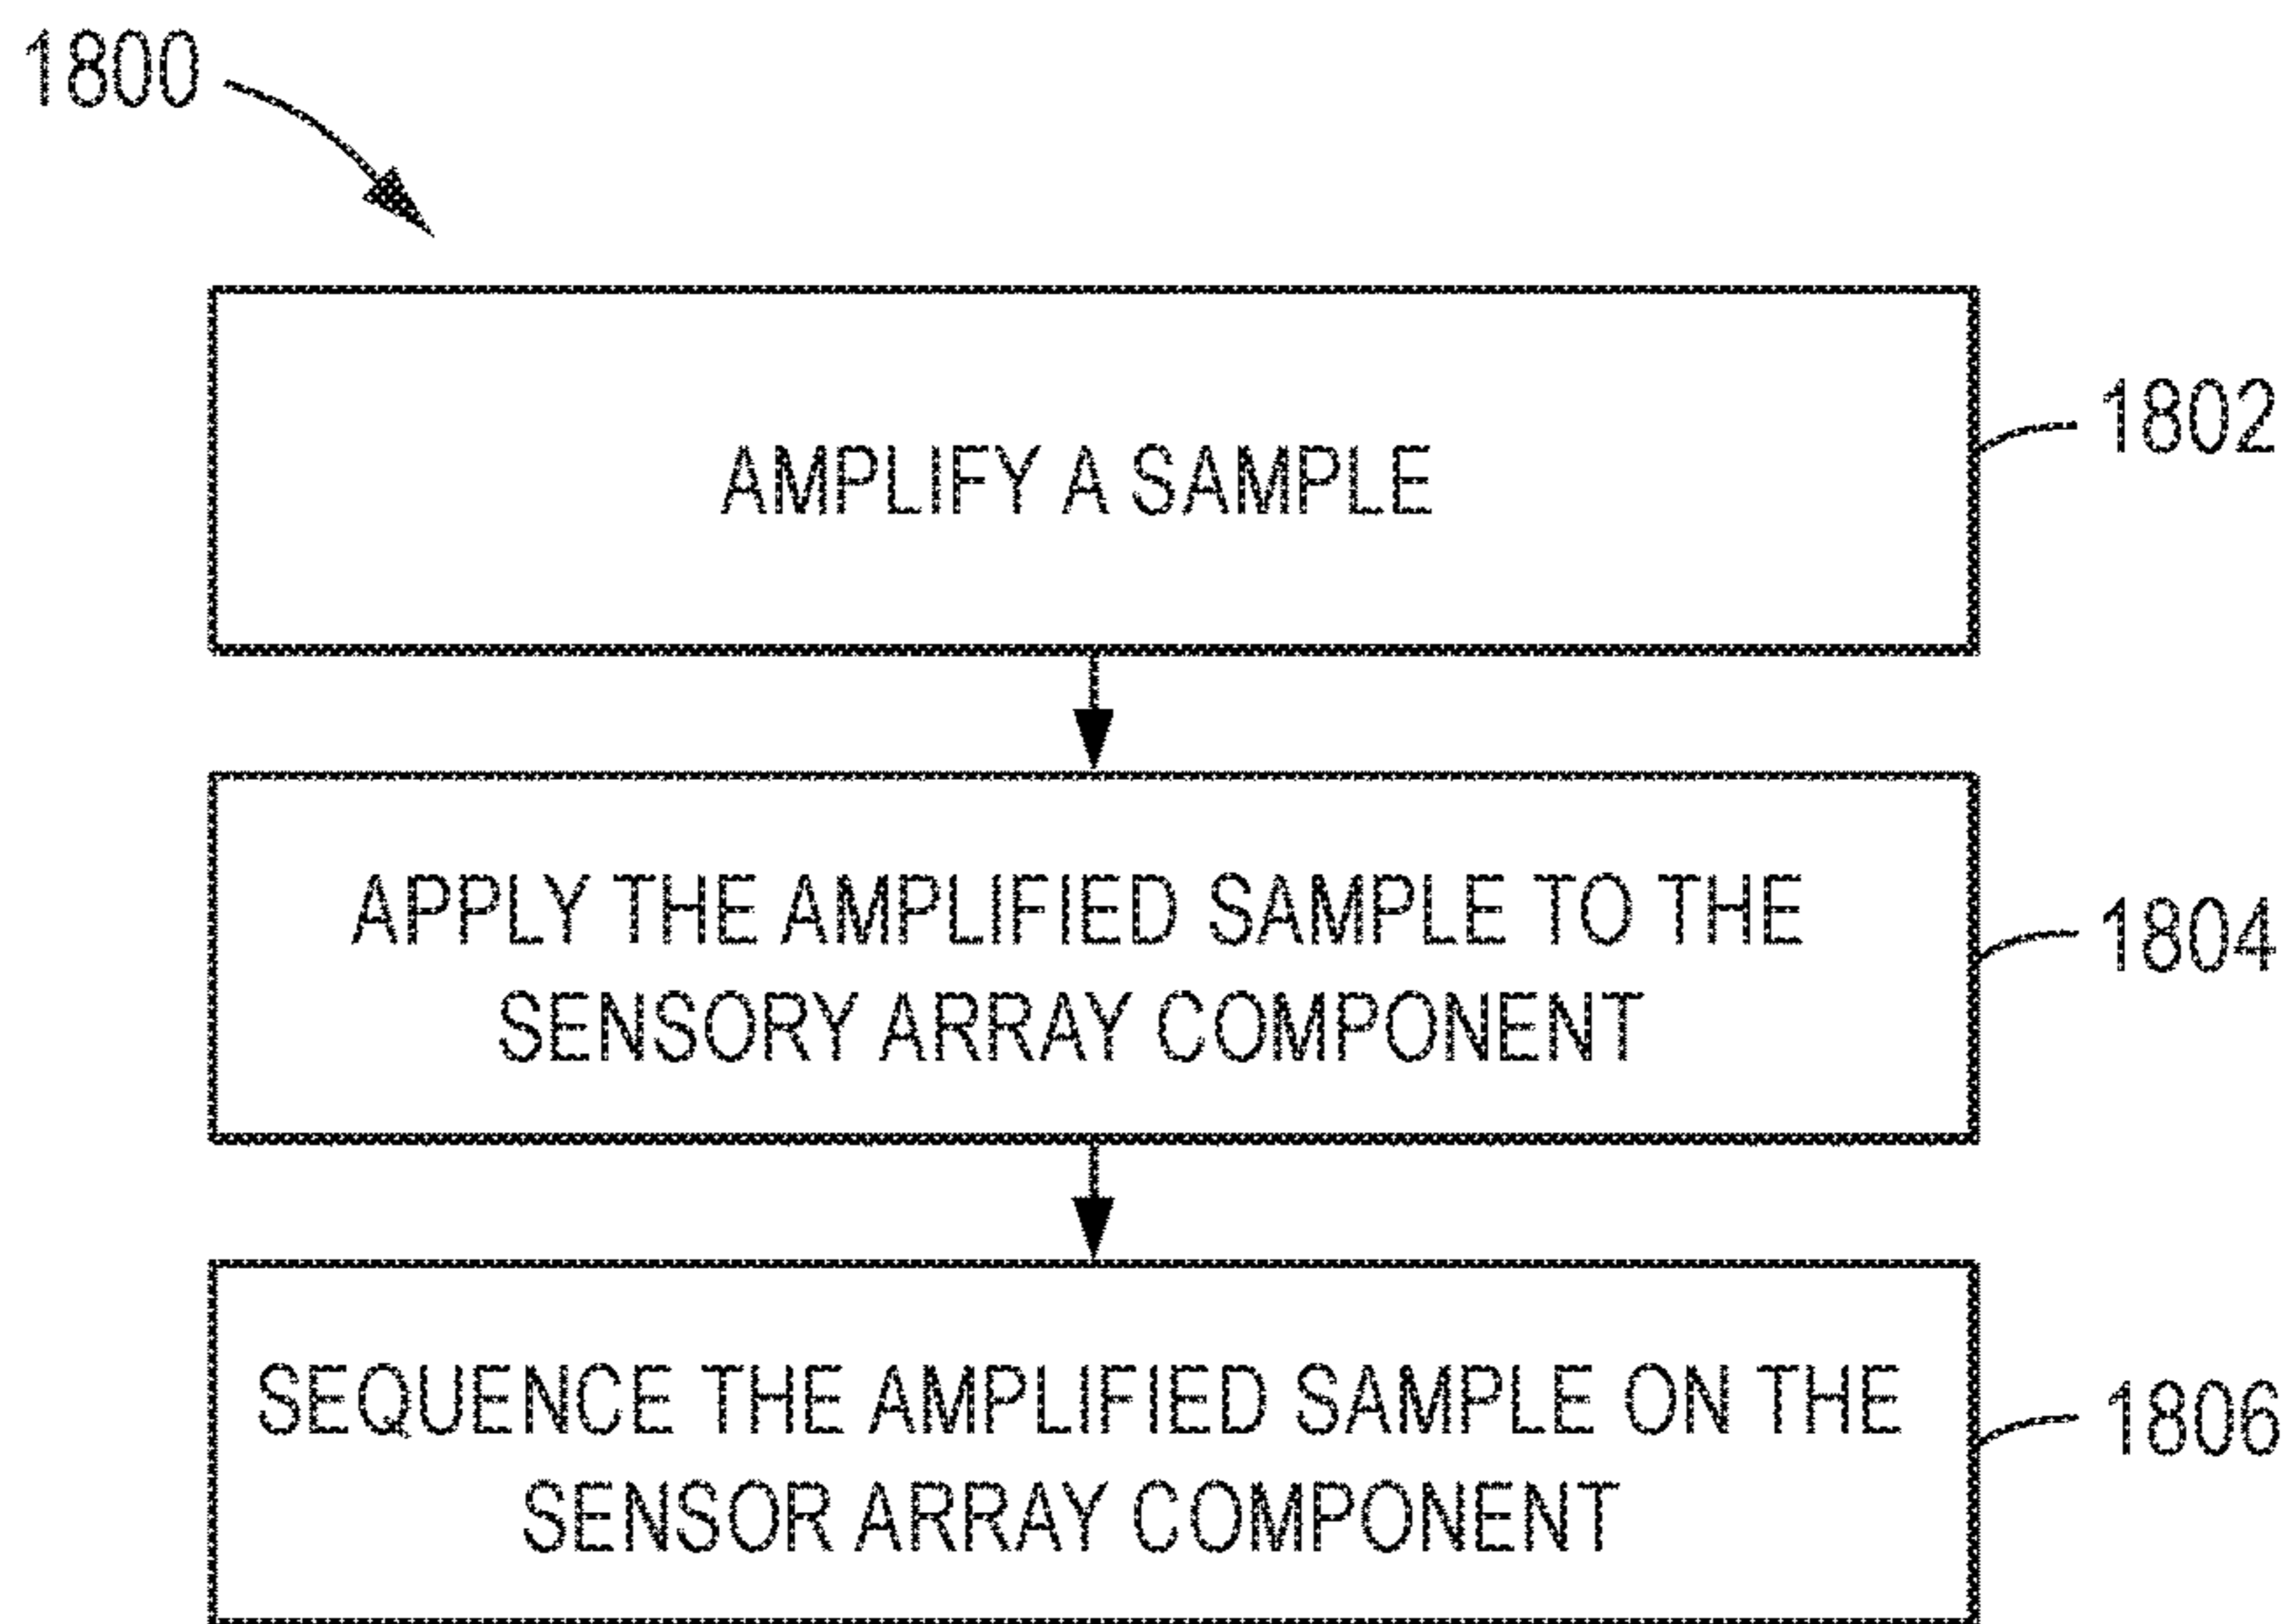 1800
AMPLIFY A SAMPLE
1802
APPLY THE AMPLIFIED SAMPLE TO THE
SENSORY ARRAY COMPONENT
1804
SEQUENCE THE AMPLIFIED SAMPLE ON THE
SENSOR ARRAY COMPONENT
1806